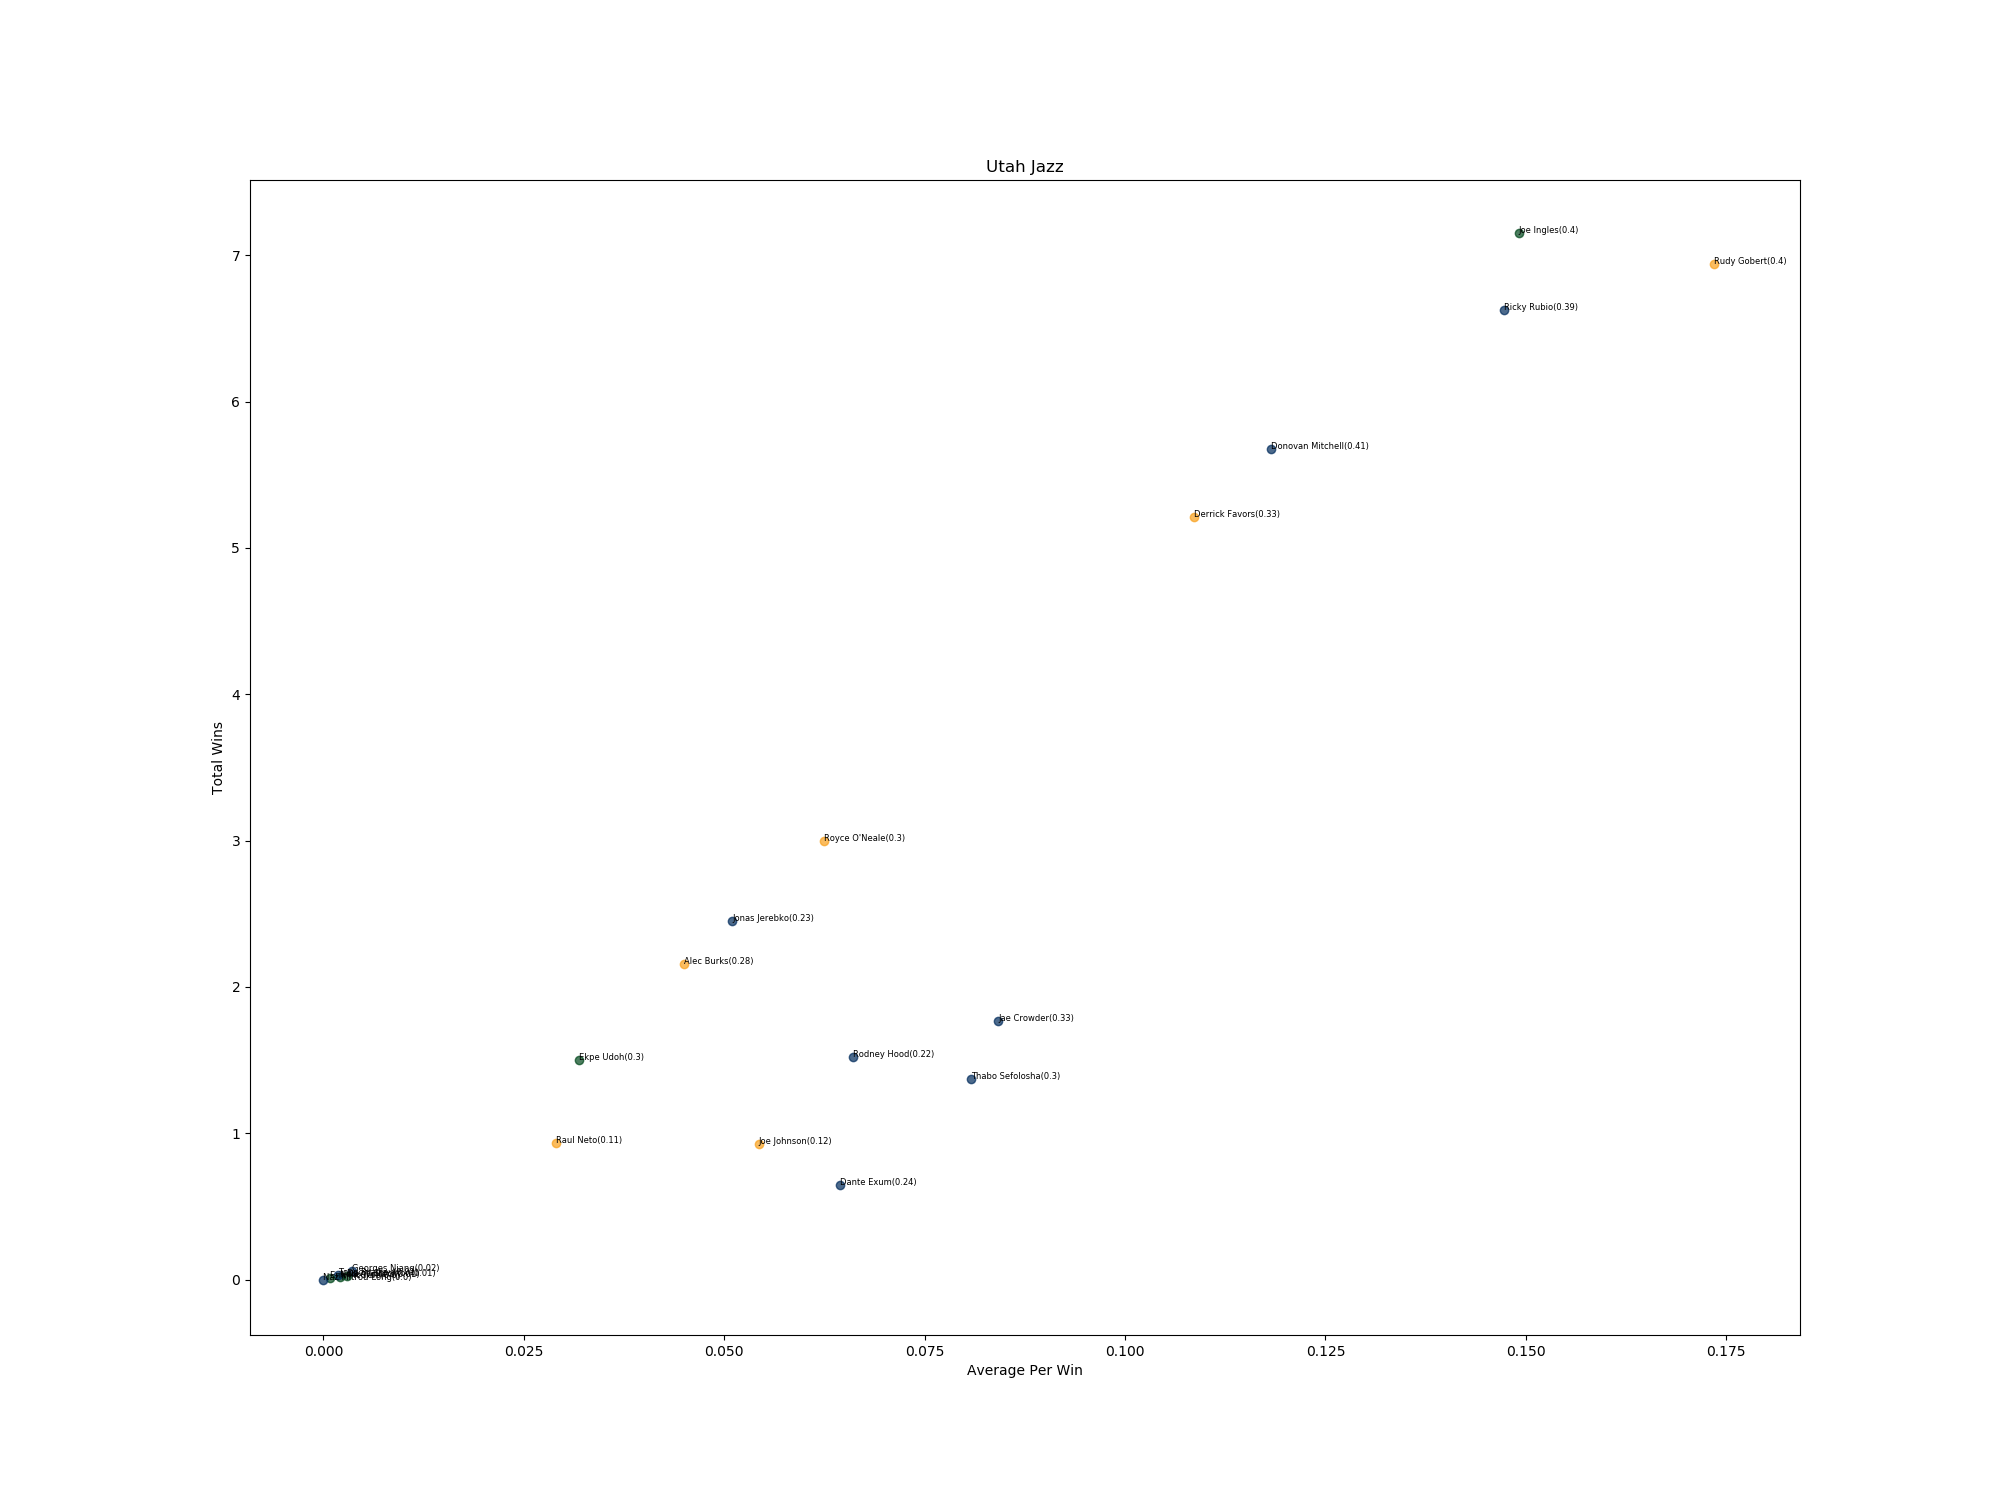 Utah Jazz
Joe Ingles(0.4)
Rudy Gobert(0.4)
Ricky Rubio(0.39)
Donovan Mitchell(0.41)
Derrick Favors(0.33)
Royce O'Neale(0.3)
Jonas Jerebko(0.23)
Alec Burks(0.28)
Jae Crowder(0.33)
Rodney Hood(0.22)
Ekpe Udoh(0.3)
Thabo Sefolosha(0.3)
Raul Neto(0.11)
Joe Johnson(0.12)
Dante Exum(0.24)
Georges Niang(0.02)
7
6
5
4
3
2
1
0
Total Wins
0.000 0.025 0.050 0.075 0.100 0.125 0.150 0.175
Average Per Win